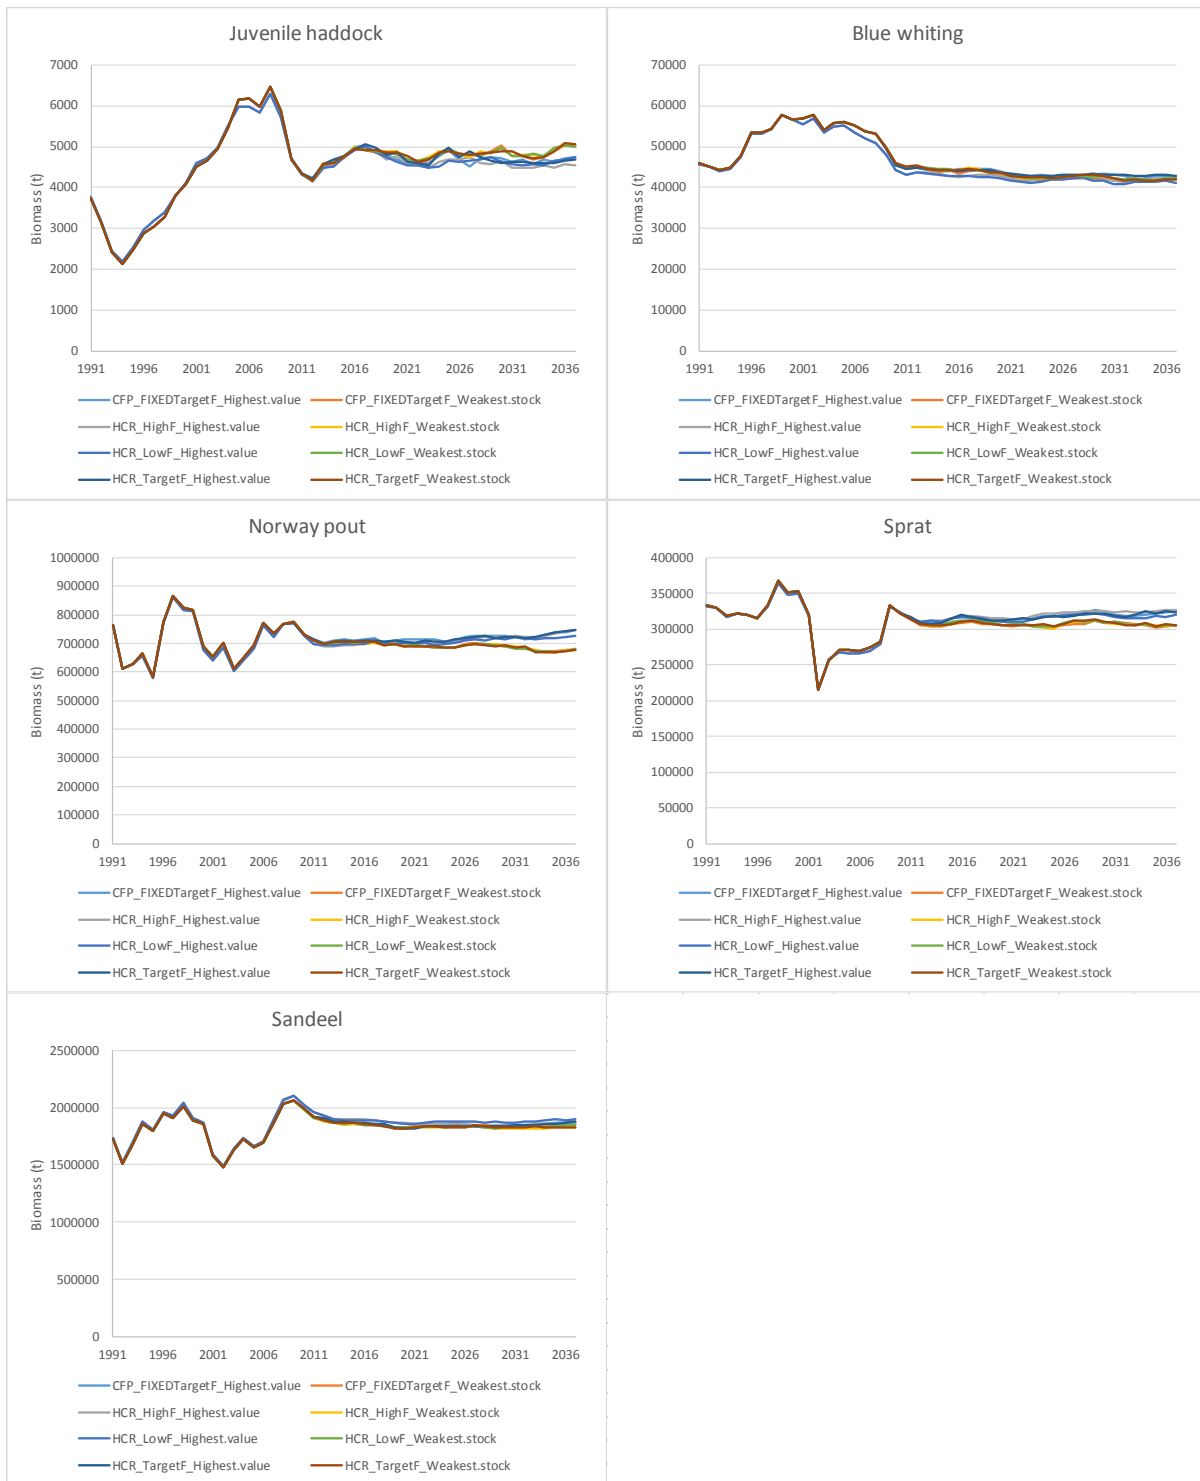 Juvenile haddock
7000
6000
5000
4000
3000
2000
1000
0
Biomass (t)
1991 1996 2001 2006 2011 2016 2021 2026 2031 2036
CFP_FIXEDTargetF_Highest.value CFP_FIXEDTargetF_Weakest.stock
HCR_HighF_Highest.value HCR_HighF_Weakest.stock
HCR_LowF_Highest.value HCR_LowF_Weakest.stock
HCR_TargetF_Highest.value HCR_TargetF_Weakest.stock
Blue whiting
70000
60000
50000
40000
30000
20000
10000
0
Biomass (t)
1991 1996 2001 2006 2011 2016 2021 2026 2031 2036
CFP_FIXEDTargetF_Highest.value CFP_FIXEDTargetF_Weakest.stock
HCR_HighF_Highest.value HCR_HighF_Weakest.stock
HCR_LowF_Highest.value HCR_LowF_Weakest.stock
HCR_TargetF_Highest.value HCR_TargetF_Weakest.stock
Norway pout
1000000
900000
800000
700000
600000
500000
400000
300000
200000
100000
0
Biomass (t)
1991 1996 2001 2006 2011 2016 2021 2026 2031 2036
CFP_FIXEDTargetF_Highest.value CFP_FIXEDTargetF_Weakest.stock
HCR_HighF_Highest.value HCR_HighF_Weakest.stock
HCR_LowF_Highest.value HCR_LowF_Weakest.stock
HCR_TargetF_Highest.value HCR_TargetF_Weakest.stock
Sprat
400000
350000
300000
250000
200000
150000
100000
50000
0
Biomass (t)
1991 1996 2001 2006 2011 2016 2021 2026 2031 2036
CFP_FIXEDTargetF_Highest.value CFP_FIXEDTargetF_Weakest.stock
HCR_HighF_Highest.value HCR_HighF_Weakest.stock
HCR_LowF_Highest.value HCR_LowF_Weakest.stock
HCR_TargetF_Highest.value HCR_TargetF_Weakest.stock
Sandeel
2500000
2000000
1500000
1000000
500000
0
Biomass (t)
1991 1996 2001 2006 2011 2016 2021 2026 2031 2036
CFP_FIXEDTargetF_Highest.value CFP_FIXEDTargetF_Weakest.stock
HCR_HighF_Highest.value HCR_HighF_Weakest.stock
HCR_LowF_Highest.value HCR_LowF_Weakest.stock
HCR_TargetF_Highest.value HCR_TargetF_Weakest.stock